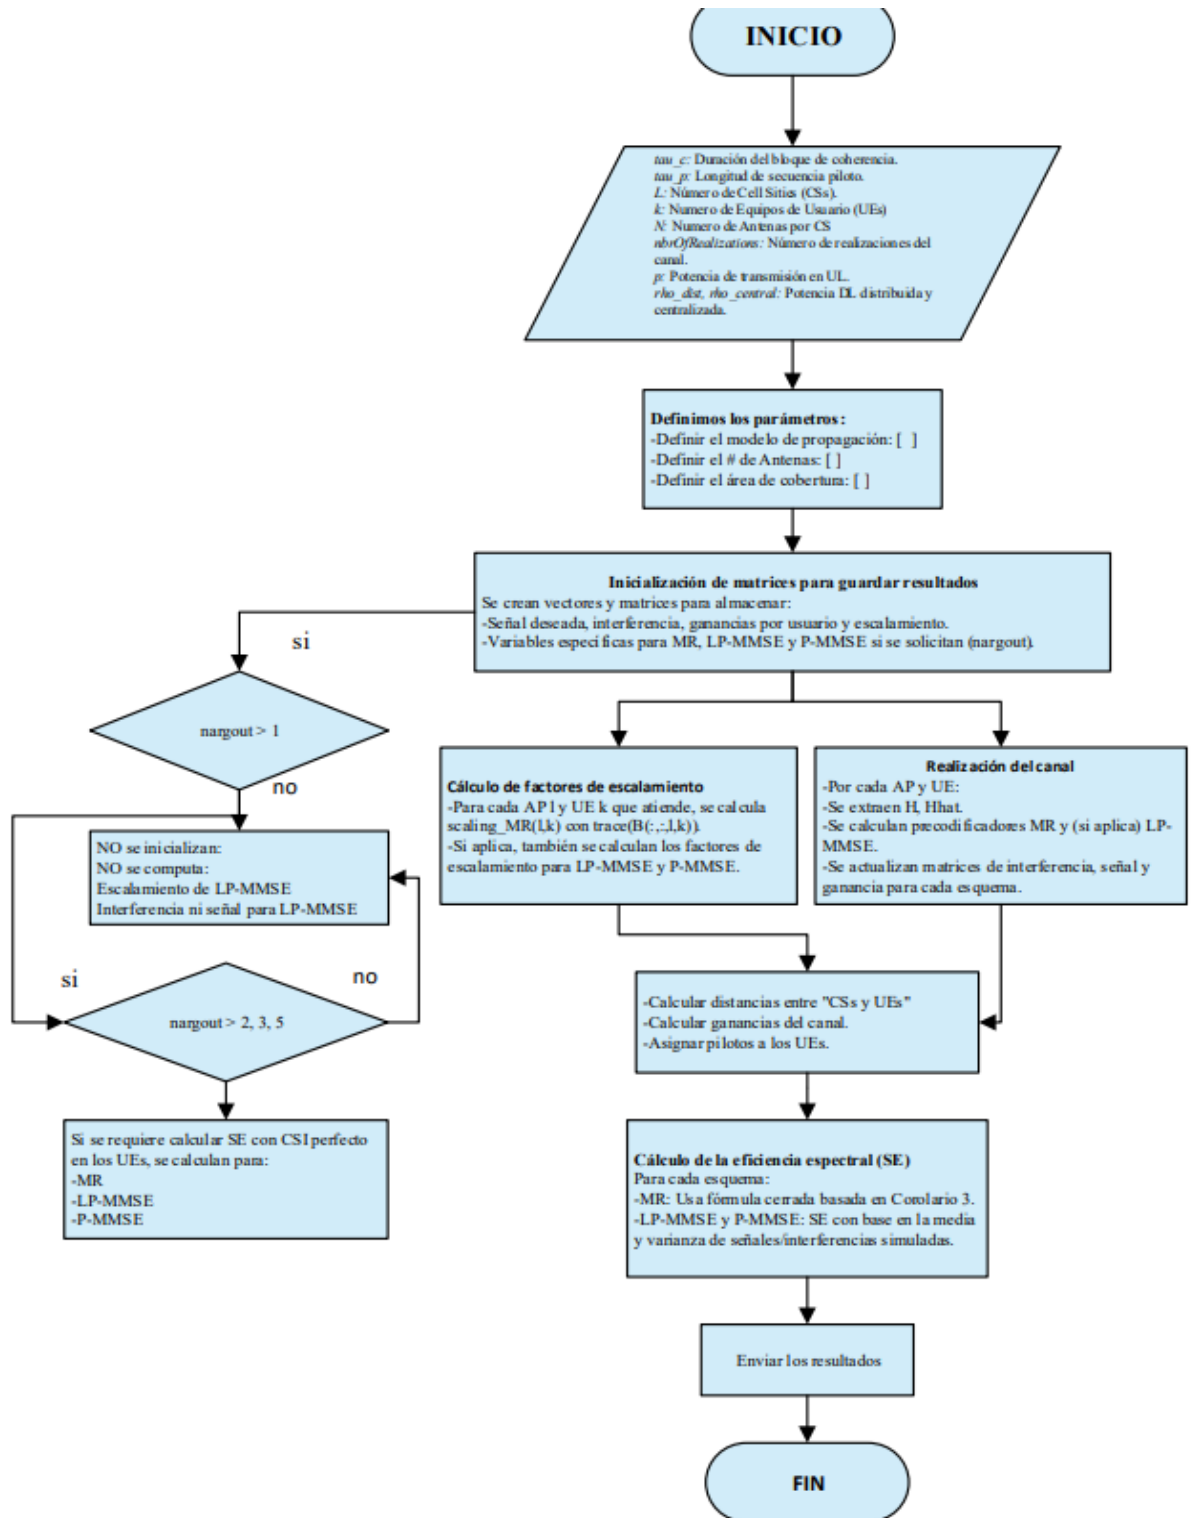 INICIO
tau_c: Duración del bloque de coherencia.
tau_p: Longitud de secuencia piloto.
L: Número de Cell Sities (CSs).
k: Numero de Equipos de Usuario (UEs)
N: Numero de Antenas por CS
nbrOfRealizations: Número de realizaciones del
canal.
p: Potencia de transmisión en UL.
rho_dist, rho_central: Potencia DL distribuida y
centralizada.
Definimos los parámetros:
-Definir el modelo de propagación: [ ]
-Definir el # de Antenas: [ ]
-Definir el área de cobertura: [ ]
Inicialización de matrices para guardar resultados
Se crean vectores y matrices para almacenar:
-Señal deseada, interferencia, ganancias por usuario y escalamiento.
-Variables específicas para MR, LP-MMSE y P-MMSE si se solicitan (nargout).
si
nargout > 1
no
NO se inicializan:
NO se computa:
Escalamiento de LP-MMSE
Interferencia ni señal para LP-MMSE
si
no
nargout > 2, 3, 5
Si se requiere calcular SE con CSI perfecto
en los UEs, se calculan para:
-MR
-LP-MMSE
-P-MMSE
Cálculo de factores de escalamiento
-Para cada AP l y UE k que atiende, se calcula
scaling_MR(l,k) con trace(B(:,:,l,k)).
-Si aplica, también se calculan los factores de
escalamiento para LP-MMSE y P-MMSE.
Realización del canal
-Por cada AP y UE:
-Se extraen H, Hhat.
-Se calculan precodificadores MR y (si aplica) LP-
MMSE.
-Se actualizan matrices de interferencia, señal y
ganancia para cada esquema.
-Calcular distancias entre "CSs y UEs"
-Calcular ganancias del canal.
-Asignar pilotos a los UEs.
Cálculo de la eficiencia espectral (SE)
Para cada esquema:
-MR: Usa fórmula cerrada basada en Corolario 3.
-LP-MMSE y P-MMSE: SE con base en la media
y varianza de señales/interferencias simuladas.
Enviar los resultados
FIN